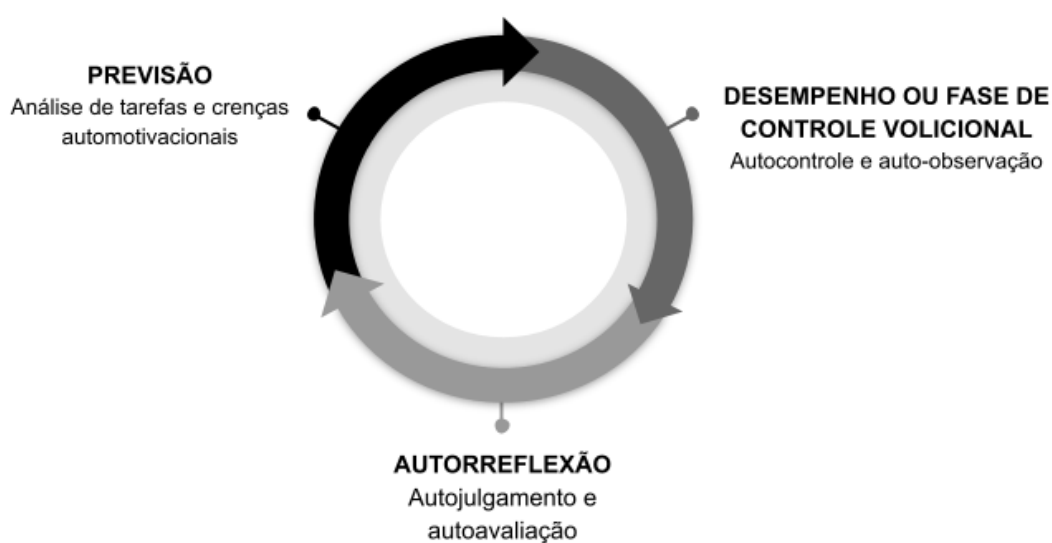 PREVISÃO
Análise de tarefas e crenças
automotivacionais
DESEMPENHO OU FASE DE
CONTROLE VOLICIONAL
Autocontrole e auto-observação
AUTORREFLEXÃO
Autojulgamento e
autoavaliação